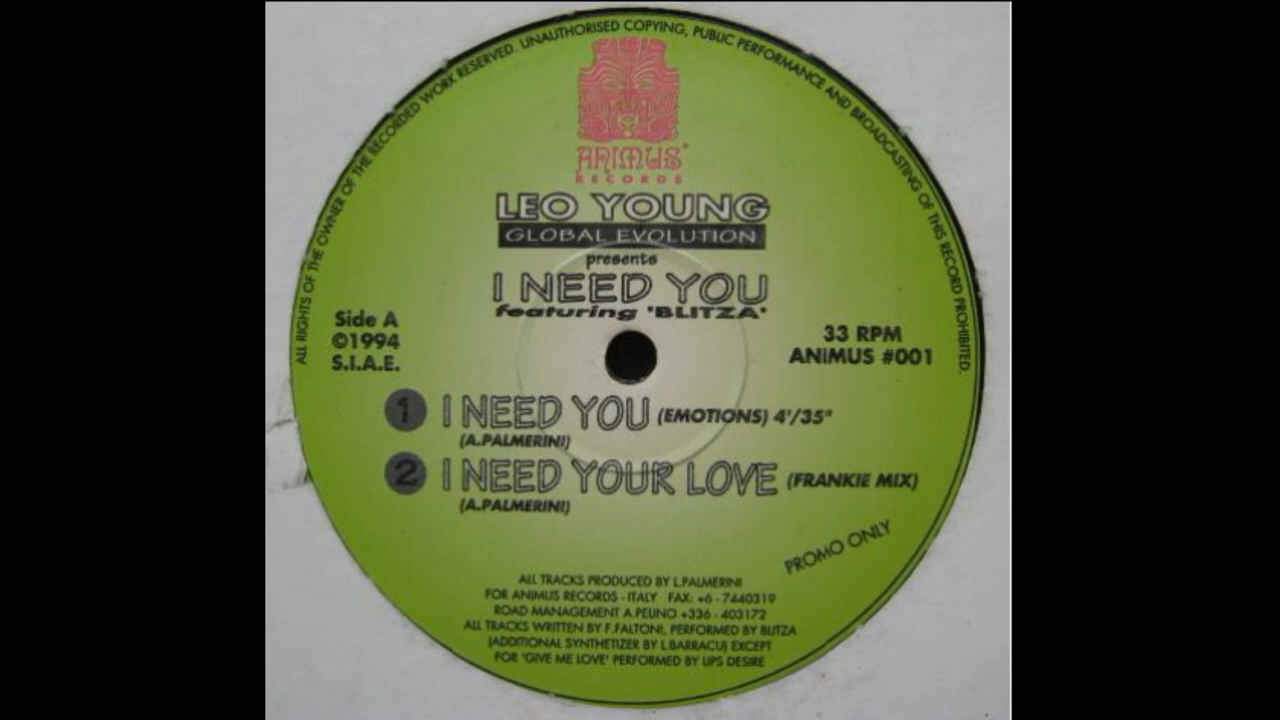 ALL RIGHTS OF THE OWNER OF THE RECORDED WORK RESERVED. UNAUTHORISED COPYING, PUBLIC PERFORMANCE AND BROADCASTING OF THIS RECORD PROHIBITED.
ANIMUS
RECORDS
LEO YOUNG
GLOBAL EVOLUTION
presents
I NEED YOU
featuring 'BLITZA'
Side A
©1994
S.I.A.E.
33 RPM
ANIMUS #001
1 I NEED YOU (EMOTIONS) 4'/35"
(A.PALMERINI)
2 I NEED YOUR LOVE (FRANKIE MIX)
(A.PALMERINI)
PROMO ONLY
ALL TRACKS PRODUCED BY L.PALMERINI
FOR ANIMUS RECORDS - ITALY FAX: +6 - 7440319
ROAD MANAGEMENT A.PELINO +336 - 403172
ALL TRACKS WRITTEN BY F.FALTONI, PERFORMED BY BLITZA
(ADDITIONAL SYNTHETIZER BY L.BARRACU) EXCEPT
FOR 'GIVE ME LOVE' PERFORMED BY LIPS DESIRE